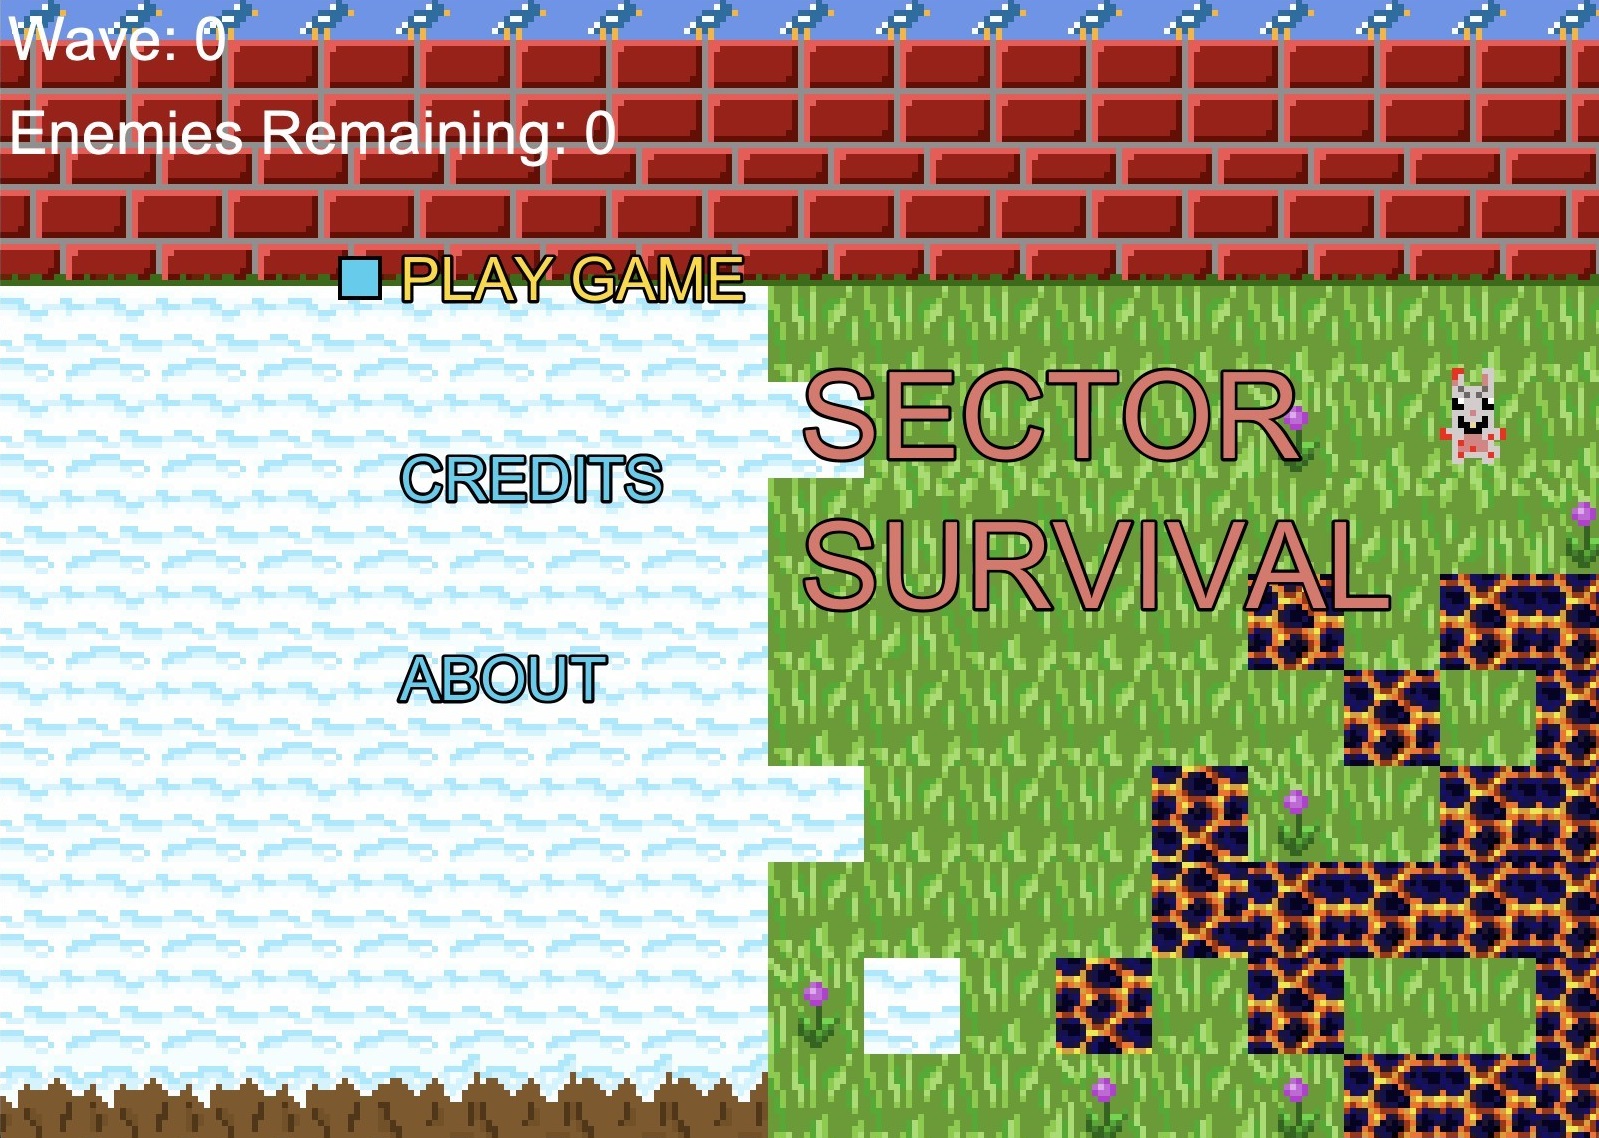 Wave: 0
Enemies Remaining: 0
PLAY GAME
SECTOR
CREDITS
SURVIVAL
ABOUT